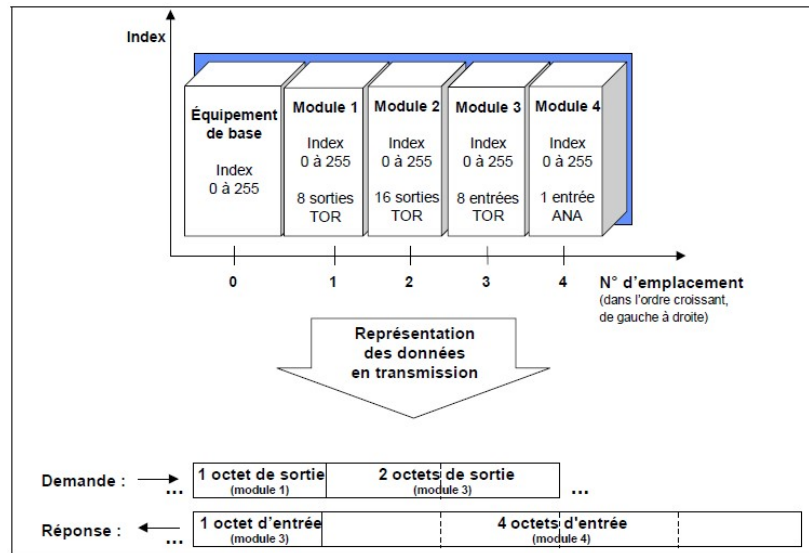 Index
Équipement
de base
Index
0 à 255
Module 1
Index
0 à 255
8 sorties
TOR
Module 2
Index
0 à 255
16 sorties
TOR
Module 3
Index
0 à 255
8 entrées
TOR
Module 4
Index
0 à 255
1 entrée
ANA
0 1 2 3 4
N° d'emplacement
(dans l'ordre croissant,
de gauche à droite)
Représentation
des données
en transmission
Demande : ... 1 octet de sortie 2 octets de sortie ...
(module 1) (module 3)
Réponse : ... 1 octet d'entrée 4 octets d'entrée
(module 3) (module 4)